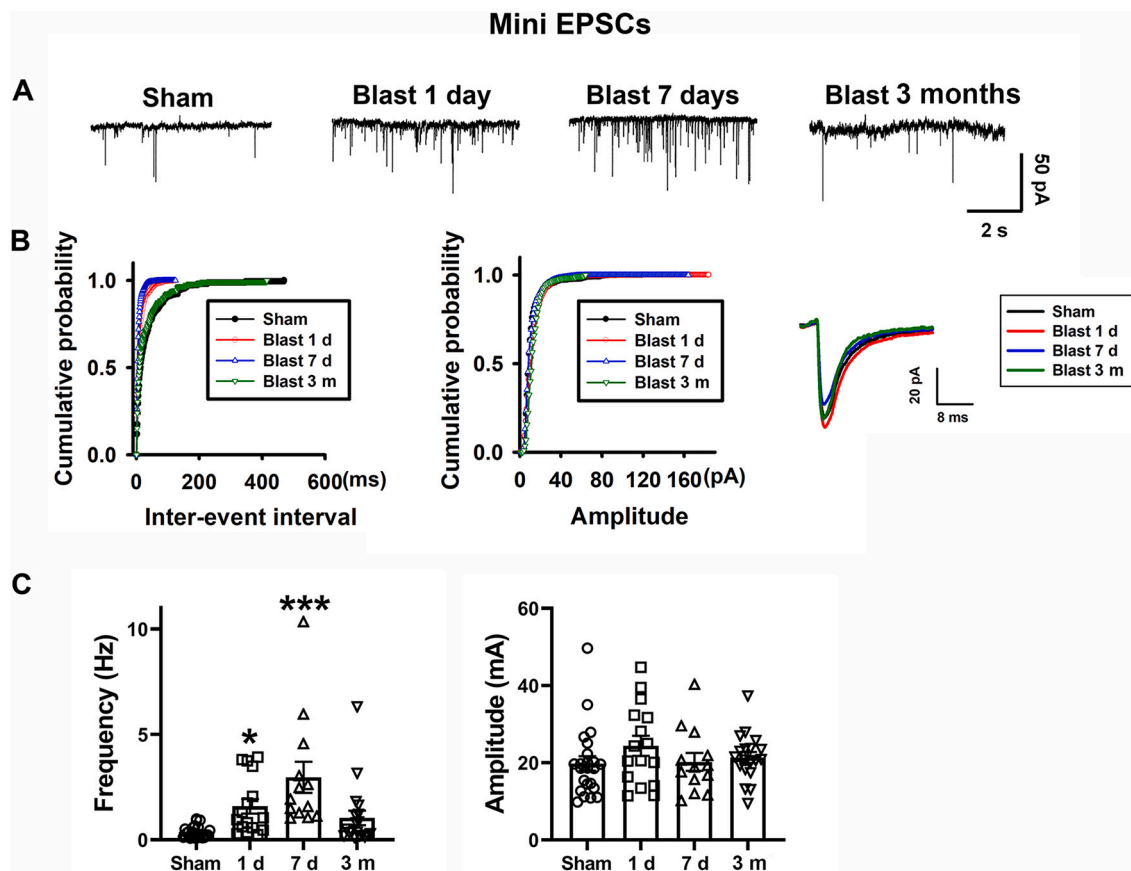 Mini EPSCs
A
Sham
Blast 1 day
Blast 7 days
Blast 3 months
50 pA
2 s
B
Cumulative probability
1.0
0.5
0.0
Sham
Blast 1 d
Blast 7 d
Blast 3 m
0 200 400 600 (ms)
Inter-event interval
Cumulative probability
1.0
0.5
0.0
Sham
Blast 1 d
Blast 7 d
Blast 3 m
0 40 80 120 160 (pA)
Amplitude
20 pA
8 ms
Sham
Blast 1 d
Blast 7 d
Blast 3 m
C
Frequency (Hz)
10
5
0
*
***
Sham 1 d 7 d 3 m
Amplitude (mA)
60
40
20
0
Sham 1 d 7 d 3 m